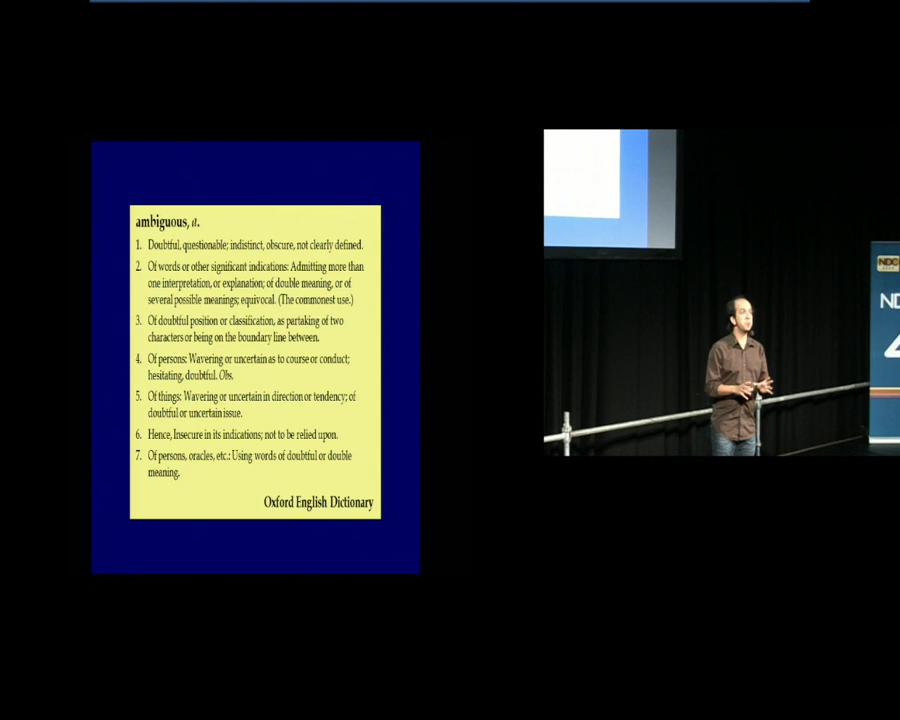 ambiguous, a.
1. Doubtful, questionable; indistinct, obscure, not clearly defined.
2. Of words or other significant indications: Admitting more than
one interpretation, or explanation; of double meaning, or of
several possible meanings; equivocal. (The commonest use.)
3. Of doubtful position or classification, as partaking of two
characters or being on the boundary line between.
4. Of persons: Wavering or uncertain as to course or conduct;
hesitating, doubtful. Obs.
5. Of things: Wavering or uncertain in direction or tendency; of
doubtful or uncertain issue.
6. Hence, Insecure in its indications; not to be relied upon.
7. Of persons, oracles, etc.: Using words of doubtful or double
meaning.
Oxford English Dictionary
NDC